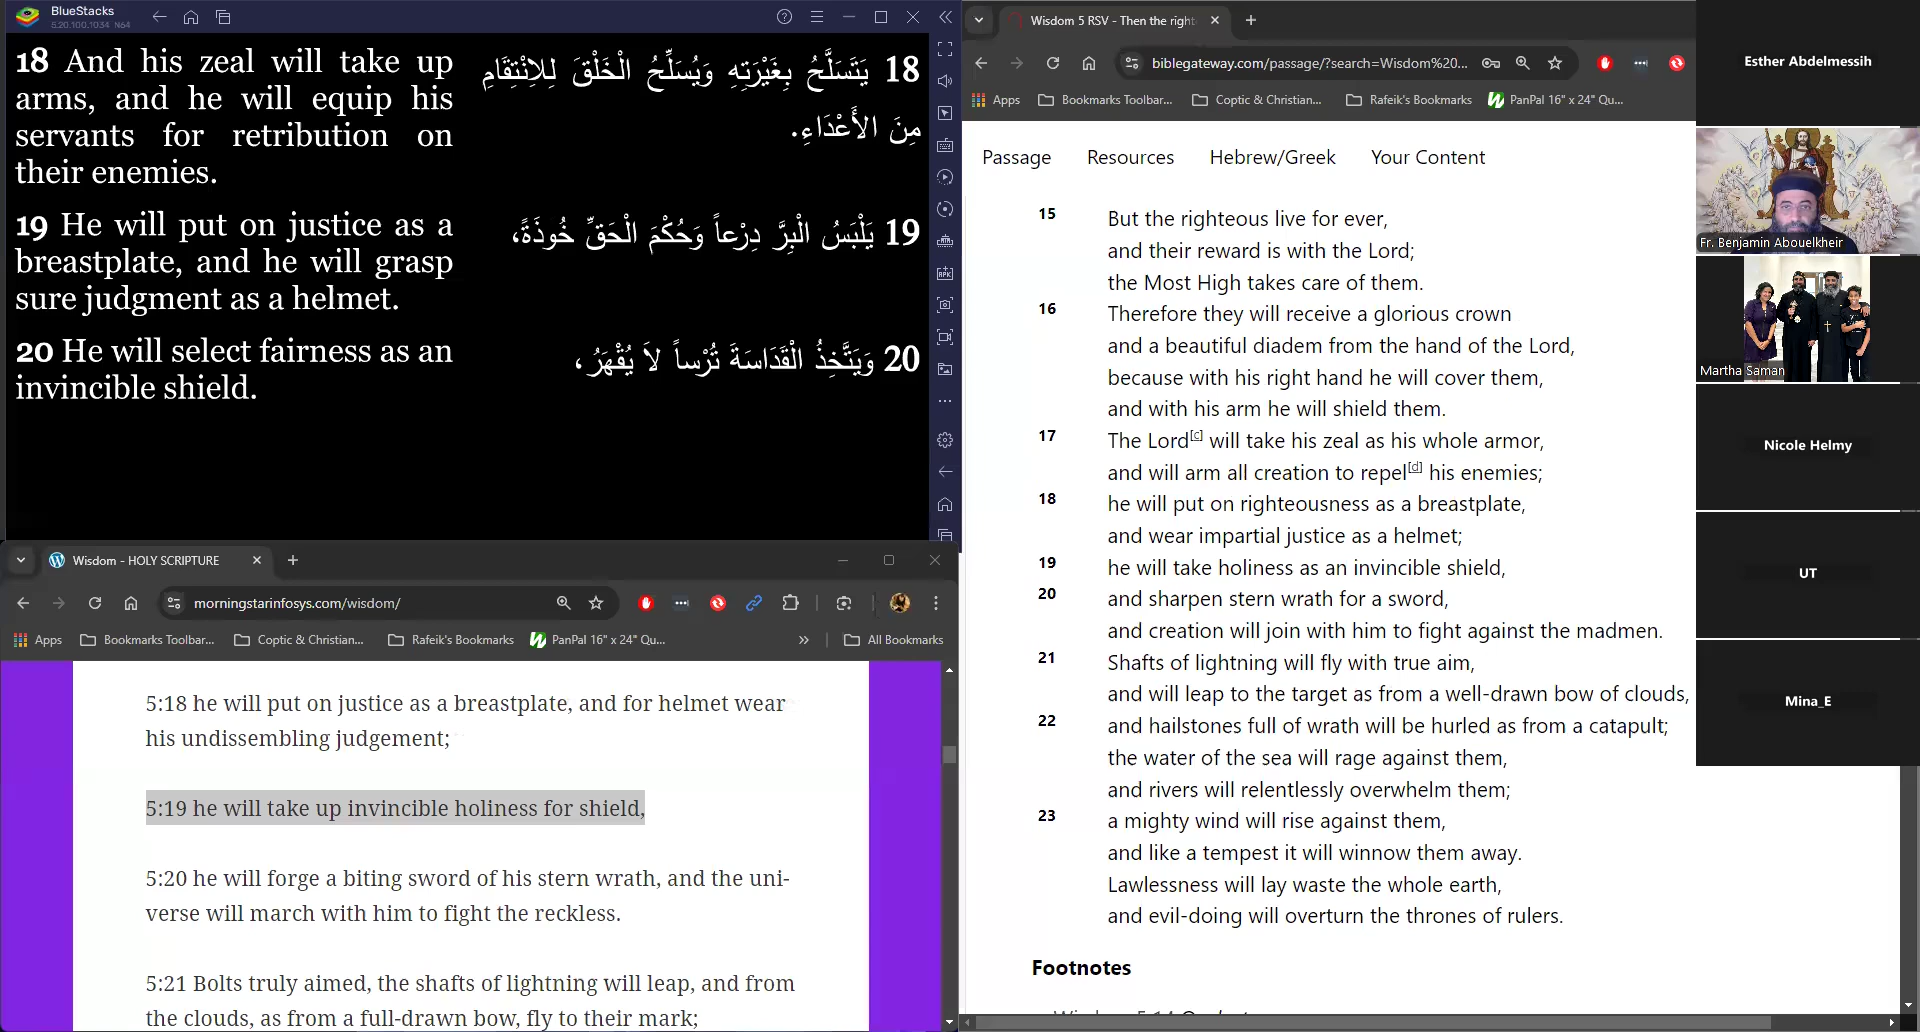 BlueStacks
5.20.100.1034 N64
18 And his zeal will take up
arms, and he will equip his
servants for retribution on
their enemies.
18 يَتَسَلَّحُ بِغَيْرَتِهِ وَيُسَلِّحُ الْخَلْقَ لِلاِنْتِقَامِ
مِنَ الأَعْدَاءِ.
19 He will put on justice as a
breastplate, and he will grasp
sure judgment as a helmet.
19 يَلْبَسُ الْبِرَّ دِرْعاً وَحُكْمَ الْحَقِّ خُوذَةً،
20 He will select fairness as an
invincible shield.
20 وَيَتَّخِذُ الْقَدَاسَةَ تُرْساً لاَ يُقْهَرُ،
Wisdom - HOLY SCRIPTURE
morningstarinfosys.com/wisdom/
Apps
Bookmarks Toolbar...
Coptic & Christian...
Rafeik's Bookmarks
PanPal 16" x 24" Qu...
»
All Bookmarks
5:18 he will put on justice as a breastplate, and for helmet wear
his undissembling judgement;
5:19 he will take up invincible holiness for shield,
5:20 he will forge a biting sword of his stern wrath, and the uni-
verse will march with him to fight the reckless.
5:21 Bolts truly aimed, the shafts of lightning will leap, and from
the clouds, as from a full-drawn bow, fly to their mark;
Wisdom 5 RSV - Then the right
biblegateway.com/passage/?search=Wisdom%20...
Apps
Bookmarks Toolbar...
Coptic & Christian...
Rafeik's Bookmarks
PanPal 16" x 24" Qu...
Passage Resources Hebrew/Greek Your Content
15 But the righteous live for ever,
and their reward is with the Lord;
the Most High takes care of them.
16 Therefore they will receive a glorious crown
and a beautiful diadem from the hand of the Lord,
because with his right hand he will cover them,
and with his arm he will shield them.
17 The Lord[c] will take his zeal as his whole armor,
and will arm all creation to repel[d] his enemies;
18 he will put on righteousness as a breastplate,
and wear impartial justice as a helmet;
19 he will take holiness as an invincible shield,
20 and sharpen stern wrath for a sword,
and creation will join with him to fight against the madmen.
21 Shafts of lightning will fly with true aim,
and will leap to the target as from a well-drawn bow of clouds,
22 and hailstones full of wrath will be hurled as from a catapult;
the water of the sea will rage against them,
and rivers will relentlessly overwhelm them;
23 a mighty wind will rise against them,
and like a tempest it will winnow them away.
Lawlessness will lay waste the whole earth,
and evil-doing will overturn the thrones of rulers.
Footnotes
Esther Abdelmessih
Fr. Benjamin Abouelkheir
Martha Saman
Nicole Helmy
UT
Mina_E